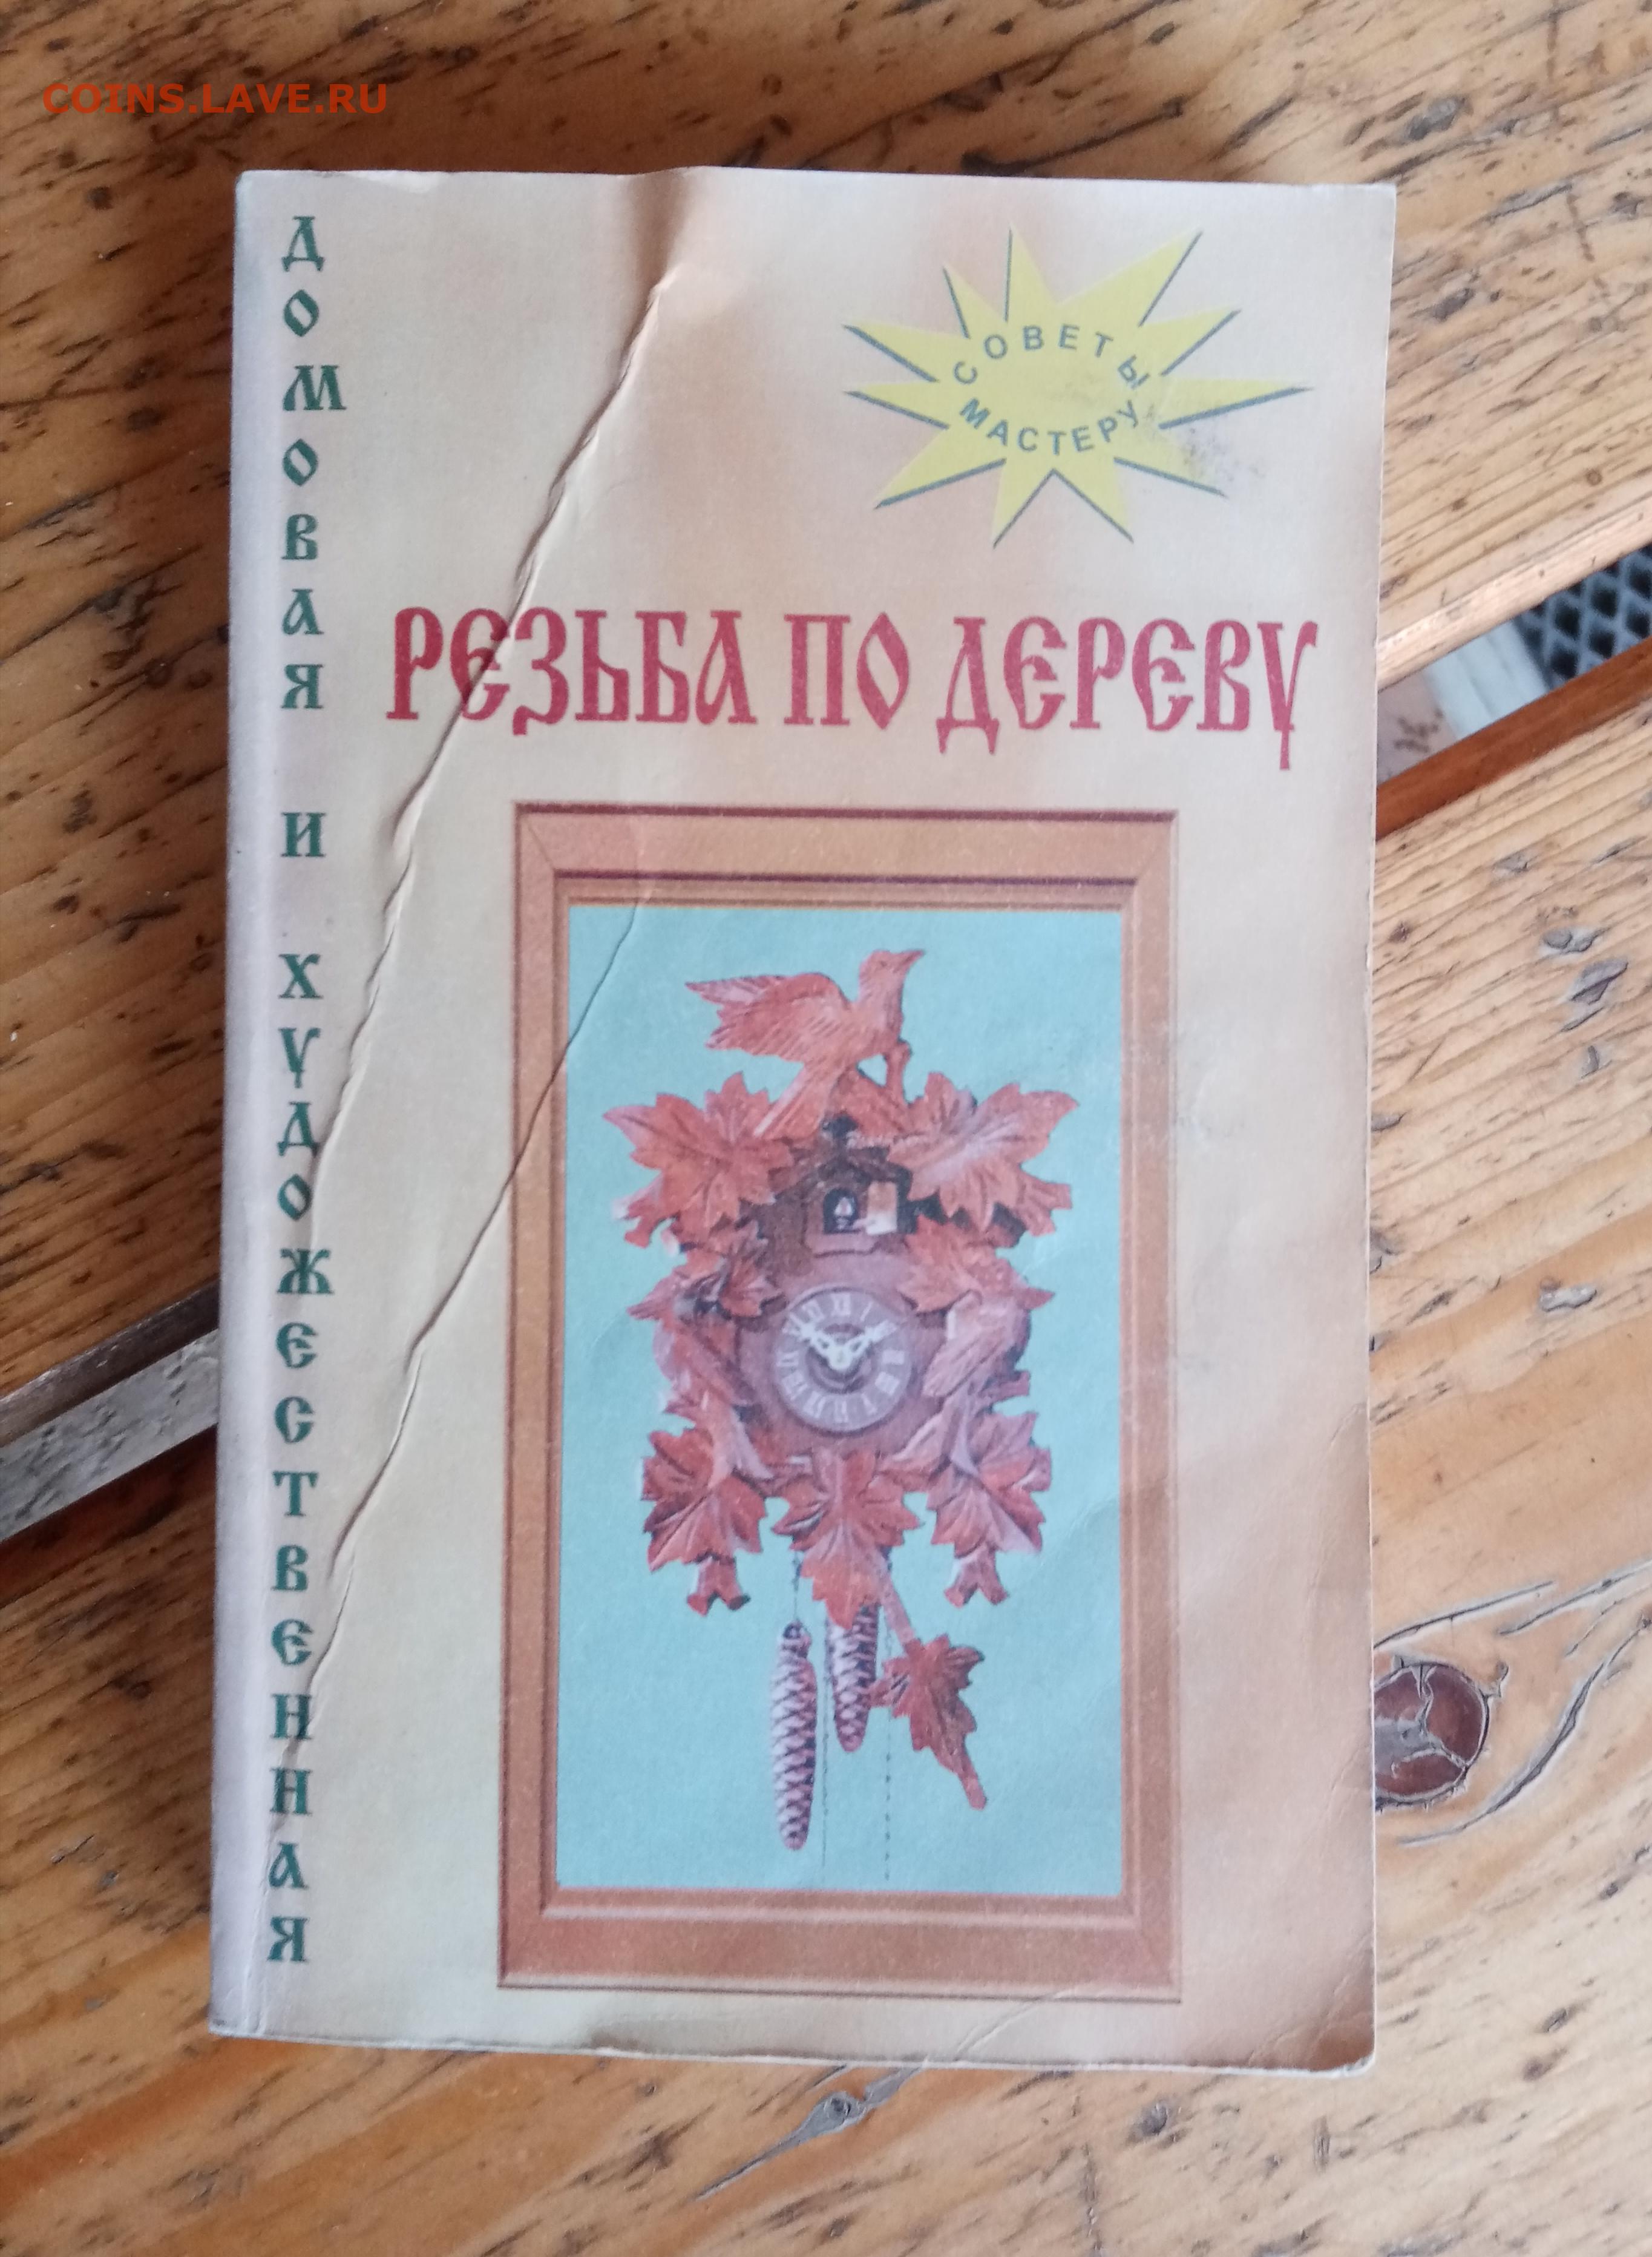 COINS.LAVE.RU
ДОМОВАЯ И ХУДОЖЕСТВЕННАЯ
СОВЕТЫ
МАСТЕРУ
РЕЗЬБА ПО ДЕРЕВУ